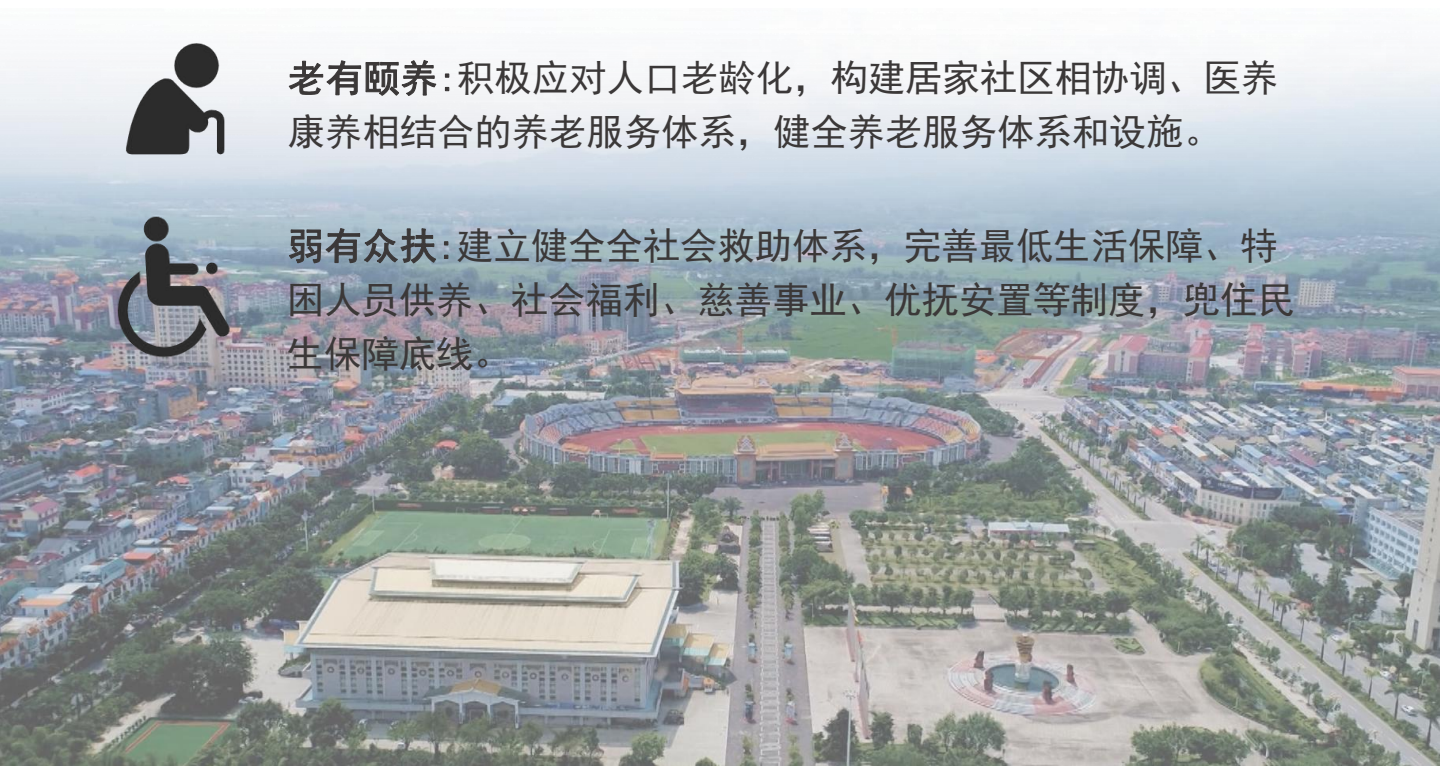 老有颐养:积极应对人口老龄化，构建居家社区相协调、医养
康养相结合的养老服务体系，健全养老服务体系和设施。
弱有众扶:建立健全全社会救助体系，完善最低生活保障、特
困人员供养、社会福利、慈善事业、优抚安置等制度，兜住民
生保障底线。